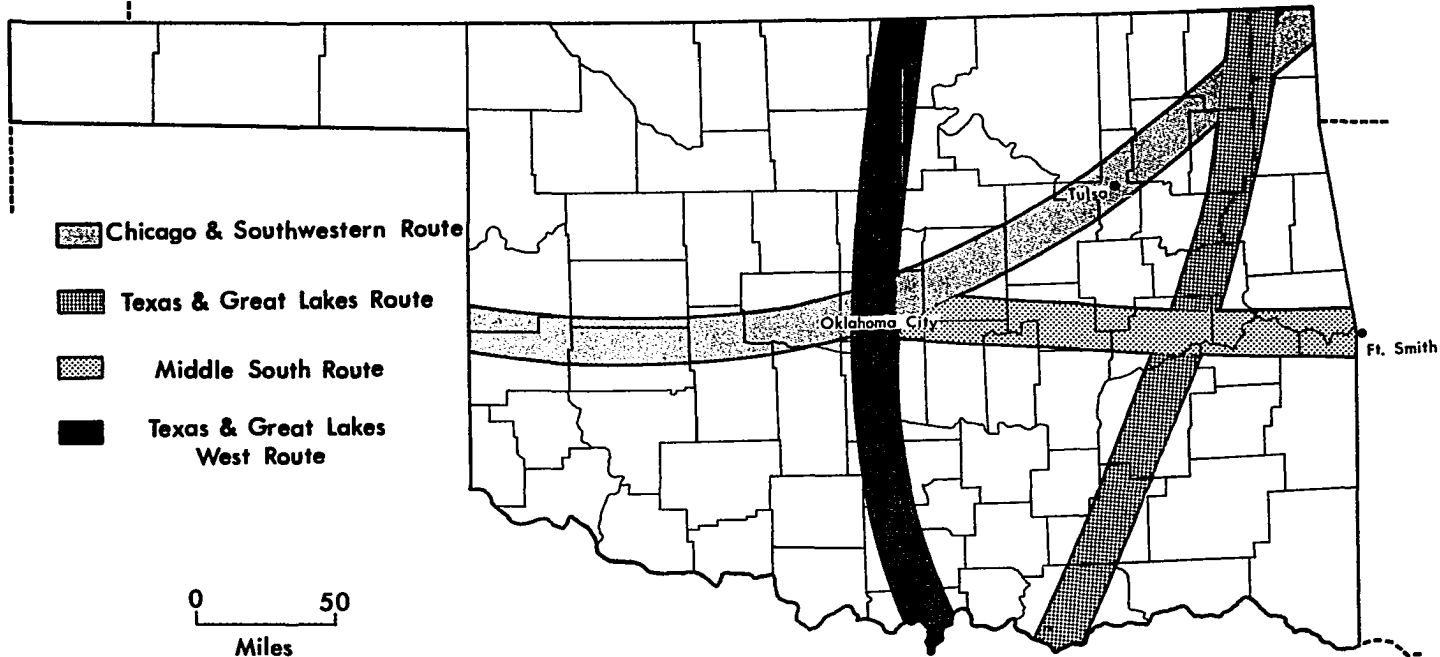 Tulsa
Chicago & Southwestern Route
Texas & Great Lakes Route
Oklahoma City
Ft. Smith
Middle South Route
Texas & Great Lakes
West Route
0 50
Miles